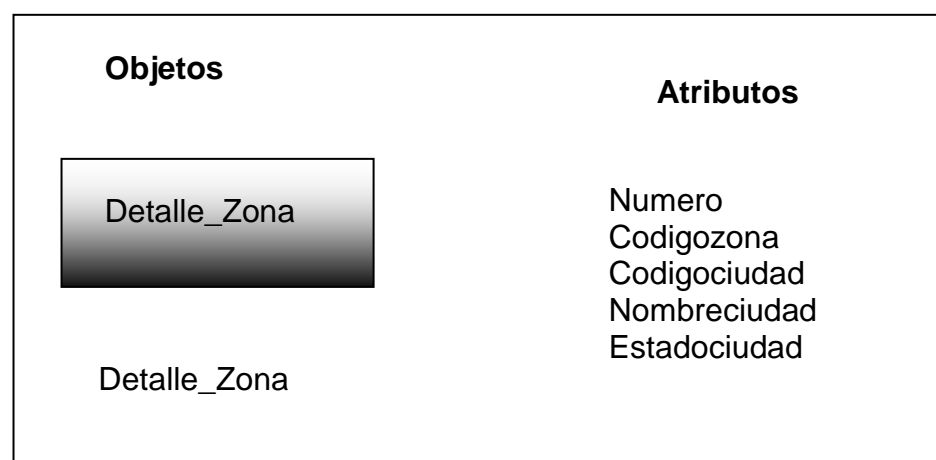 Objetos
Atributos
Detalle_Zona
Numero
Codigozona
Codigociudad
Nombreciudad
Estadociudad
Detalle_Zona